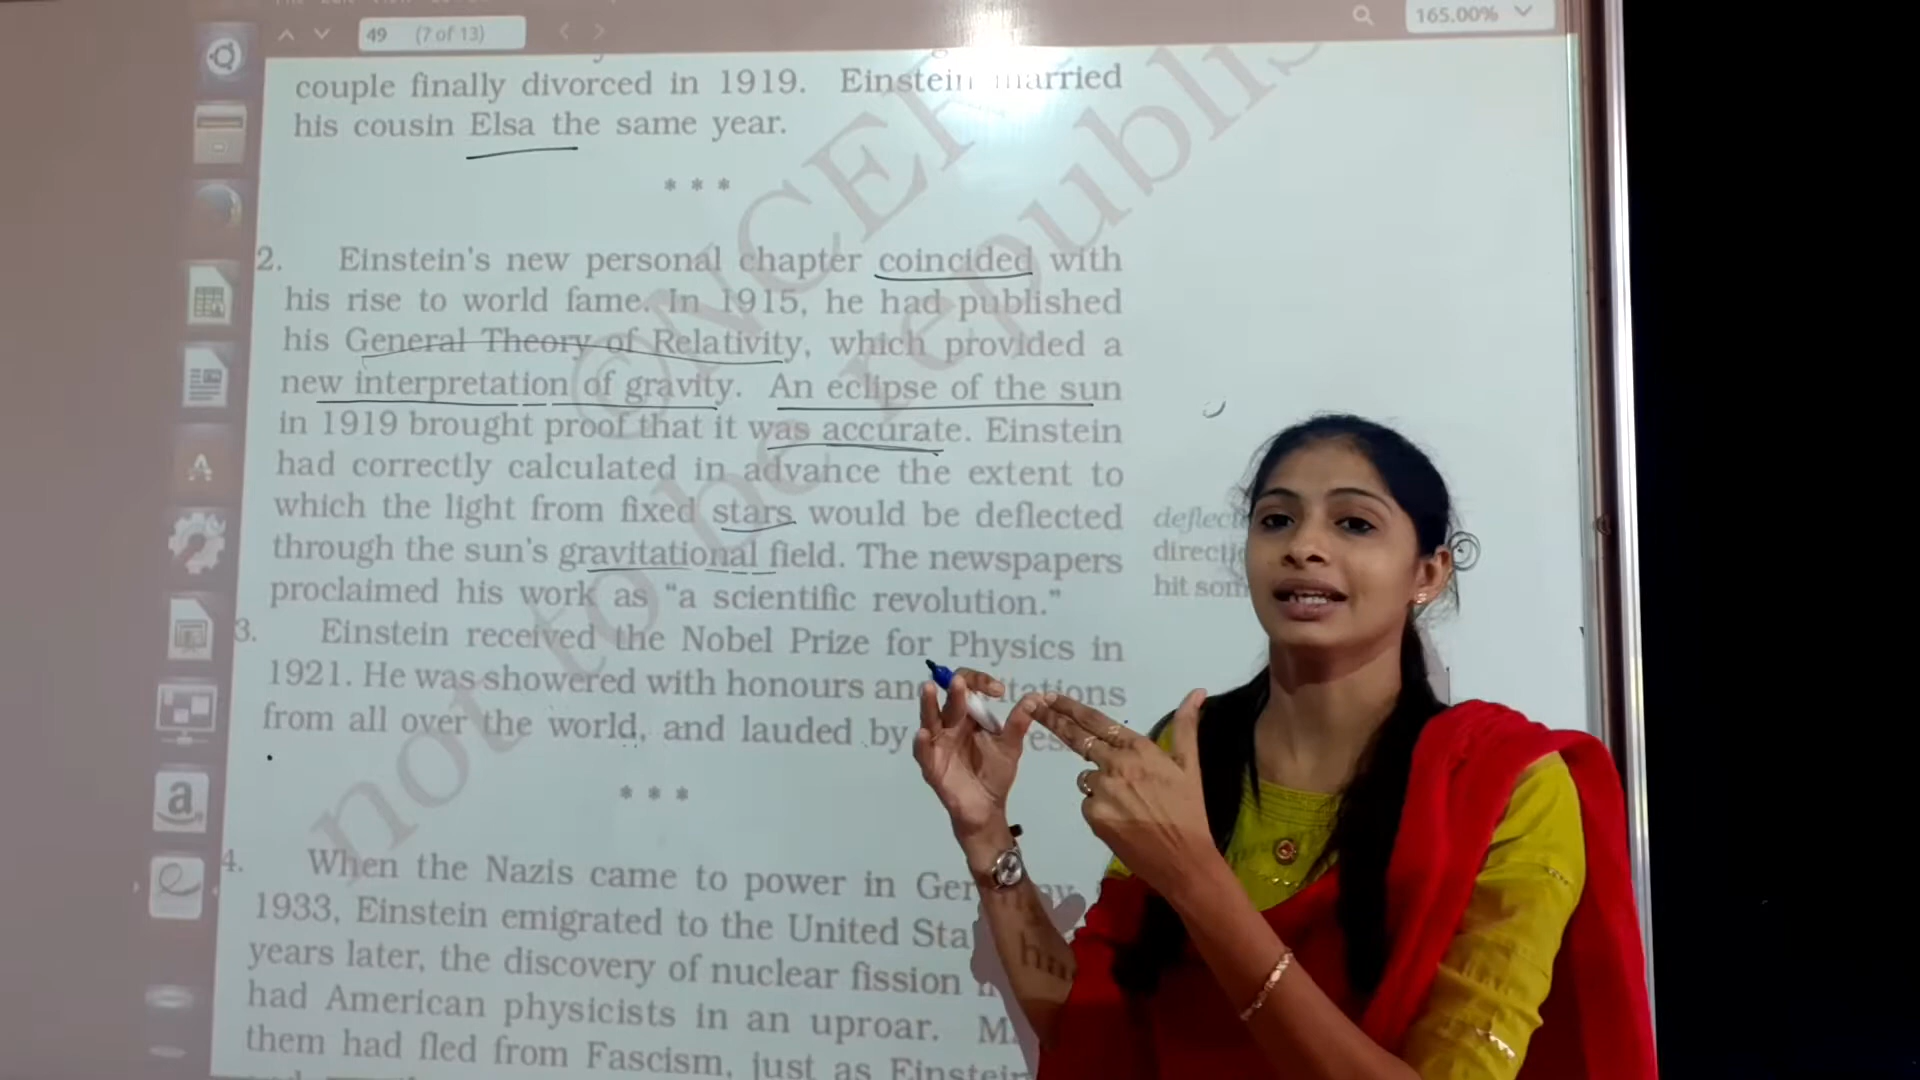 49 (7 of 13)
165.00%
couple finally divorced in 1919. Einstein married
his cousin Elsa the same year.
* * *
2. Einstein's new personal chapter coincided with
his rise to world fame. In 1915, he had published
his General Theory of Relativity, which provided a
new interpretation of gravity. An eclipse of the sun
in 1919 brought proof that it was accurate. Einstein
had correctly calculated in advance the extent to
which the light from fixed stars would be deflected
through the sun's gravitational field. The newspapers
proclaimed his work as “a scientific revolution.”
3. Einstein received the Nobel Prize for Physics in
1921. He was showered with honours
from all over the world, and lauded by
* * *
4. When the Nazis came to power in
1933, Einstein emigrated to the United
years later, the discovery of nuclear fission
had American physicists in an uproar.
them had fled from Fascism, just as Einstein
hit
©NCERT
not to be republished